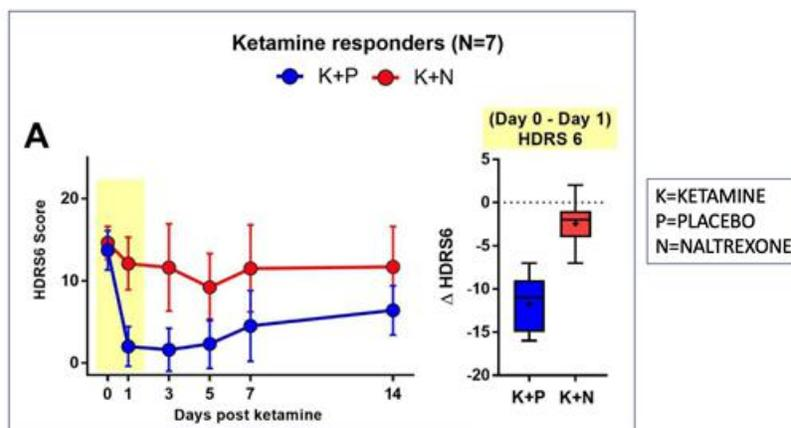 Ketamine responders (N=7)
K+P K+N
A
HDRS6 Score
20
10
0
0 1 3 5 7 14
Days post ketamine
(Day 0 - Day 1)
HDRS 6
Δ HDRS6
5
0
-5
-10
-15
-20
K+P K+N
K=KETAMINE
P=PLACEBO
N=NALTREXONE